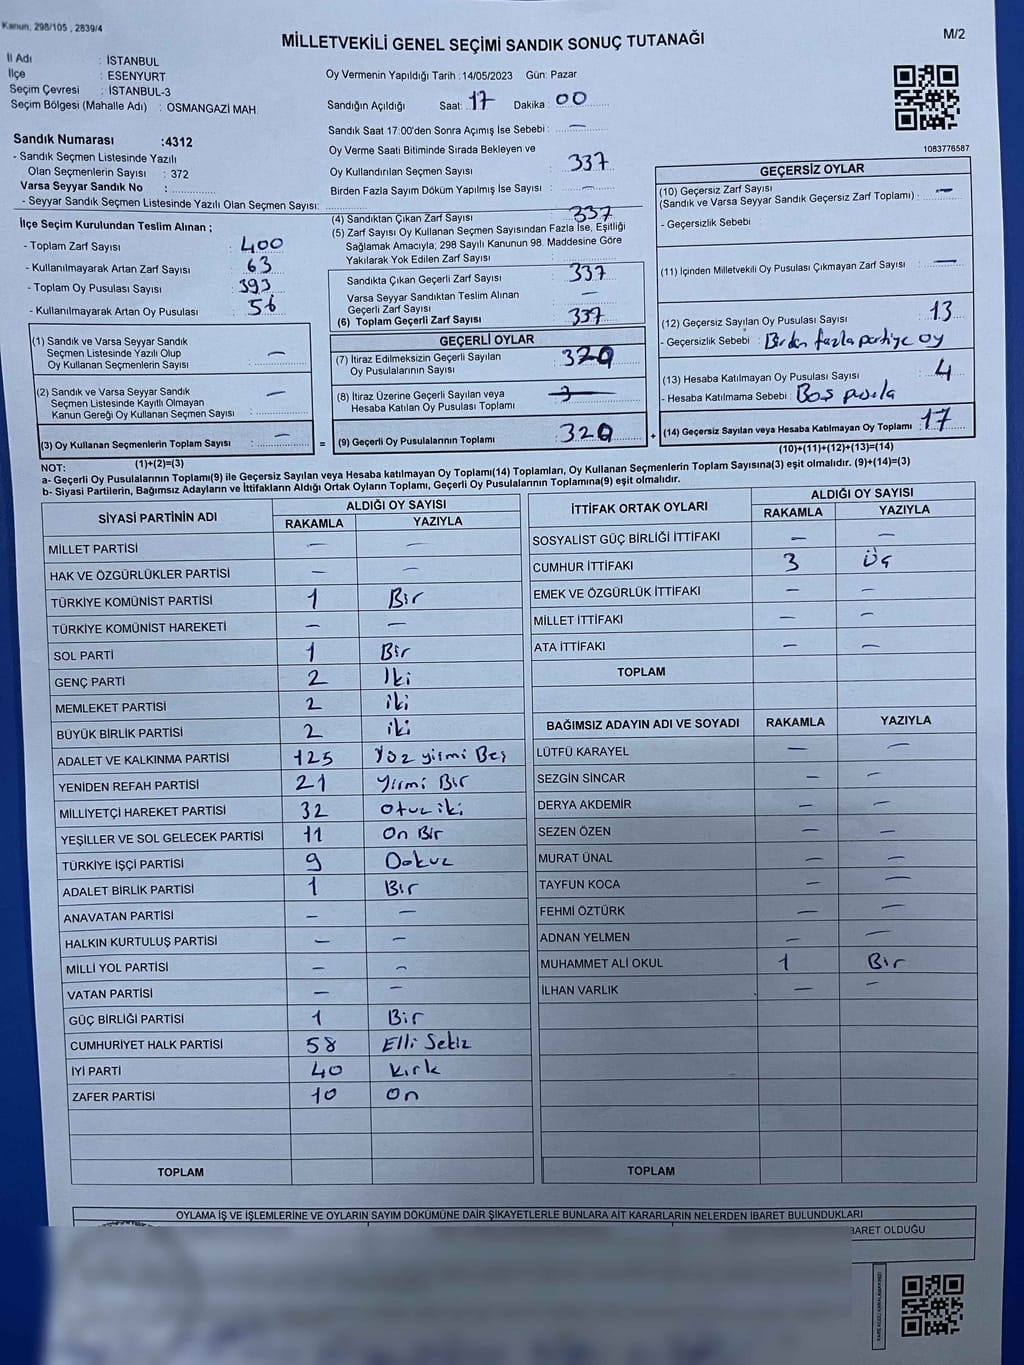 Kanun, 298/105 , 2839/4
MİLLETVEKİLİ GENEL SEÇİMİ SANDIK SONUÇ TUTANAĞI
M/2
İl Adı : İSTANBUL
İlçe : ESENYURT
Seçim Çevresi : İSTANBUL-3
Seçim Bölgesi (Mahalle Adı) : OSMANGAZİ MAH.
Sandık Numarası :4312
- Sandık Seçmen Listesinde Yazılı
Olan Seçmenlerin Sayısı : 372
Varsa Seyyar Sandık No :
- Seyyar Sandık Seçmen Listesinde Yazılı Olan Seçmen Sayısı:
Oy Vermenin Yapıldığı Tarih :14/05/2023 Gün: Pazar
Sandığın Açıldığı Saat: 17 Dakika : 00
Sandık Saat 17:00'den Sonra Açımış İse Sebebi : —
Oy Verme Saati Bitiminde Sırada Bekleyen ve
Oy Kullandırılan Seçmen Sayısı : 337
Birden Fazla Sayım Döküm Yapılmış İse Sayısı : —
1083776587
İlçe Seçim Kurulundan Teslim Alınan ;
- Toplam Zarf Sayısı : 400
- Kullanılmayarak Artan Zarf Sayısı : 63
- Toplam Oy Pusulası Sayısı : 393
- Kullanılmayarak Artan Oy Pusulası : 56
(4) Sandıktan Çıkan Zarf Sayısı : 337
(5) Zarf Sayısı Oy Kullanan Seçmen Sayısından Fazla İse, Eşitliği
Sağlamak Amacıyla; 298 Sayılı Kanunun 98. Maddesine Göre
Yakılarak Yok Edilen Zarf Sayısı :
Sandıkta Çıkan Geçerli Zarf Sayısı : 337
Varsa Seyyar Sandıktan Teslim Alınan
Geçerli Zarf Sayısı : —
(6) Toplam Geçerli Zarf Sayısı : 337
GEÇERSİZ OYLAR
(10) Geçersiz Zarf Sayısı
(Sandık ve Varsa Seyyar Sandık Geçersiz Zarf Toplamı) : —
- Geçersizlik Sebebi :
(11) İçinden Milletvekili Oy Pusulası Çıkmayan Zarf Sayısı : —
(12) Geçersiz Sayılan Oy Pusulası Sayısı : 13
- Geçersizlik Sebebi : Birden fazla partiye oy
(13) Hesaba Katılmayan Oy Pusulası Sayısı : 4
- Hesaba Katılmama Sebebi : Boş pusula
(14) Geçersiz Sayılan veya Hesaba Katılmayan Oy Toplamı : 17
(10)+(11)+(12)+(13)=(14)
(1) Sandık ve Varsa Seyyar Sandık
Seçmen Listesinde Yazılı Olup
Oy Kullanan Seçmenlerin Sayısı : —
(2) Sandık ve Varsa Seyyar Sandık
Seçmen Listesinde Kayıtlı Olmayan
Kanun Gereği Oy Kullanan Seçmen Sayısı : —
(3) Oy Kullanan Seçmenlerin Toplam Sayısı : —
(1)+(2)=(3)
GEÇERLİ OYLAR
(7) İtiraz Edilmeksizin Geçerli Sayılan
Oy Pusulalarının Sayısı : 320
(8) İtiraz Üzerine Geçerli Sayılan veya
Hesaba Katılan Oy Pusulası Toplamı : 3
= (9) Geçerli Oy Pusulalarının Toplamı : 320 +
NOT:
a- Geçerli Oy Pusulalarının Toplamı(9) ile Geçersiz Sayılan veya Hesaba katılmayan Oy Toplamı(14) Toplamları, Oy Kullanan Seçmenlerin Toplam Sayısına(3) eşit olmalıdır. (9)+(14)=(3)
b- Siyasi Partilerin, Bağımsız Adayların ve İttifakların Aldığı Ortak Oyların Toplamı, Geçerli Oy Pusulalarının Toplamına(9) eşit olmalıdır.
SİYASİ PARTİNİN ADI ALDIĞI OY SAYISI
RAKAMLA YAZIYLA
MİLLET PARTİSİ — —
HAK VE ÖZGÜRLÜKLER PARTİSİ — —
TÜRKİYE KOMÜNİST PARTİSİ 1 Bir
TÜRKİYE KOMÜNİST HAREKETİ — —
SOL PARTİ 1 Bir
GENÇ PARTİ 2 İki
MEMLEKET PARTİSİ 2 iki
BÜYÜK BİRLİK PARTİSİ 2 iki
ADALET VE KALKINMA PARTİSİ 125 Yüz yirmi Beş
YENİDEN REFAH PARTİSİ 21 Yirmi Bir
MİLLİYETÇİ HAREKET PARTİSİ 32 Otuz iki
YEŞİLLER VE SOL GELECEK PARTİSİ 11 On Bir
TÜRKİYE İŞÇİ PARTİSİ 9 Dokuz
ADALET BİRLİK PARTİSİ 1 Bir
ANAVATAN PARTİSİ — —
HALKIN KURTULUŞ PARTİSİ — —
MİLLİ YOL PARTİSİ — —
VATAN PARTİSİ — —
GÜÇ BİRLİĞİ PARTİSİ 1 Bir
CUMHURİYET HALK PARTİSİ 58 Elli Sekiz
İYİ PARTİ 40 Kırk
ZAFER PARTİSİ 10 On
TOPLAM
İTTİFAK ORTAK OYLARI ALDIĞI OY SAYISI
RAKAMLA YAZIYLA
SOSYALİST GÜÇ BİRLİĞİ İTTİFAKI — —
CUMHUR İTTİFAKI 3 Üç
EMEK VE ÖZGÜRLÜK İTTİFAKI — —
MİLLET İTTİFAKI — —
ATA İTTİFAKI — —
TOPLAM
BAĞIMSIZ ADAYIN ADI VE SOYADI RAKAMLA YAZIYLA
LÜTFÜ KARAYEL — —
SEZGİN SİNCAR — —
DERYA AKDEMİR — —
SEZEN ÖZEN — —
MURAT ÜNAL — —
TAYFUN KOCA — —
FEHMİ ÖZTÜRK — —
ADNAN YELMEN — —
MUHAMMET ALİ OKUL 1 Bir
İLHAN VARLIK — —
TOPLAM
OYLAMA İŞ VE İŞLEMLERİNE VE OYLARIN SAYIM DÖKÜMÜNE DAİR ŞİKAYETLERLE BUNLARA AİT KARARLARIN NELERDEN İBARET BULUNDUKLARI
BARET OLDUĞU